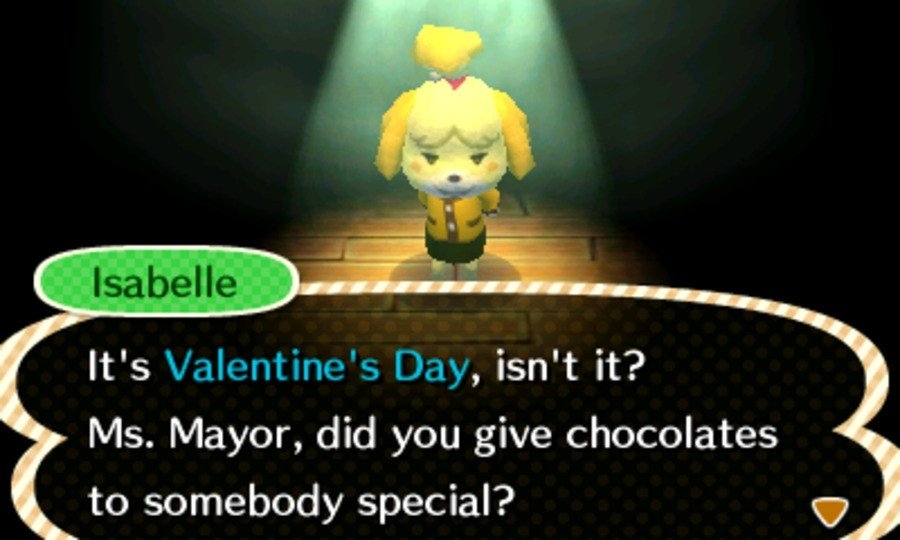 Isabelle
It's Valentine's Day, isn't it?
Ms. Mayor, did you give chocolates
to somebody special?